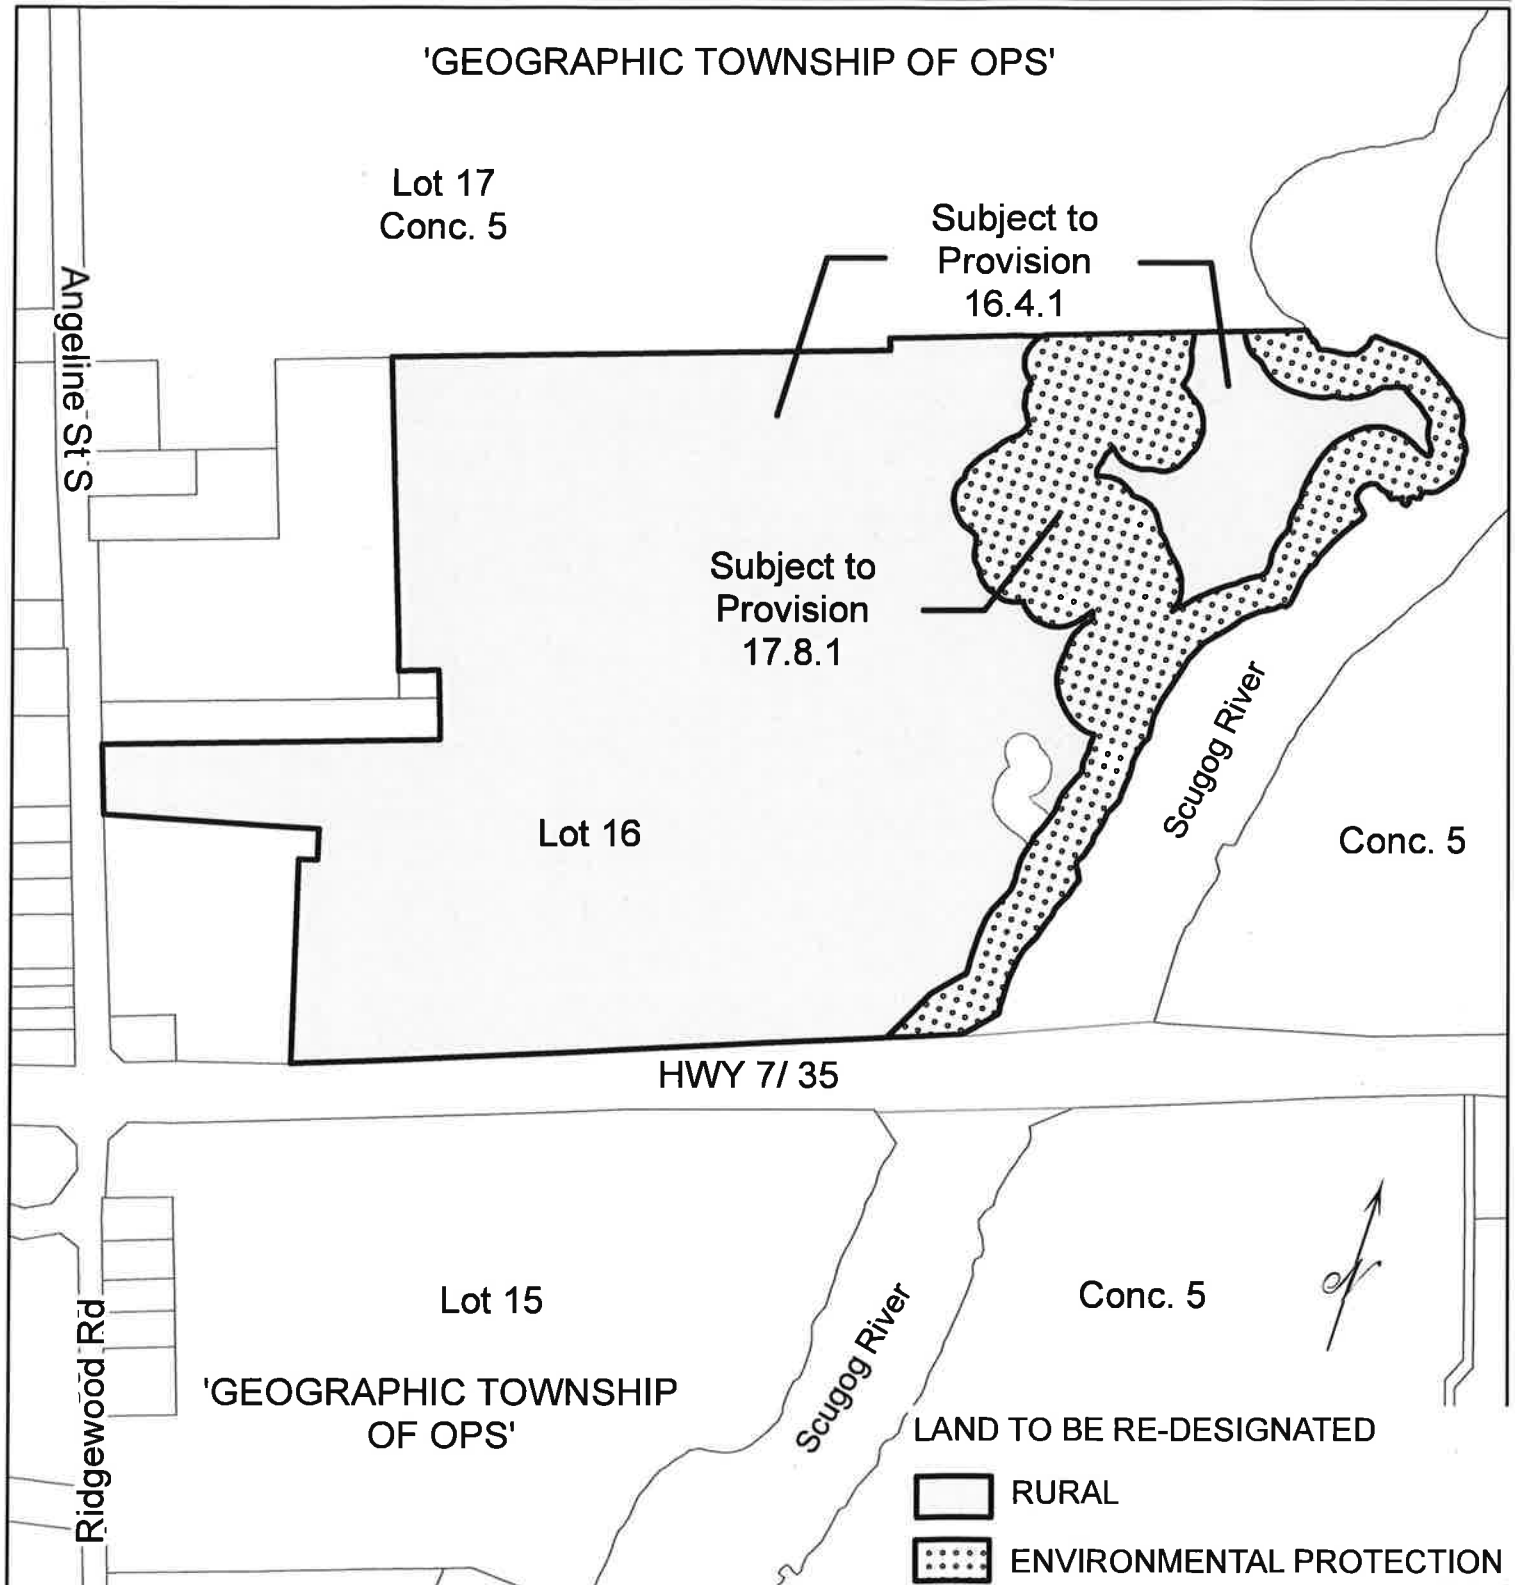 'GEOGRAPHIC TOWNSHIP OF OPS'
Lot 17
Conc. 5
Subject to
Provision
16.4.1
Angeline St S
Subject to
Provision
17.8.1
Scugog River
Lot 16
Conc. 5
HWY 7/ 35
Lot 15
Conc. 5
Ridgewood Rd
'GEOGRAPHIC TOWNSHIP
OF OPS'
Scugog River
N
LAND TO BE RE-DESIGNATED
RURAL
ENVIRONMENTAL PROTECTION